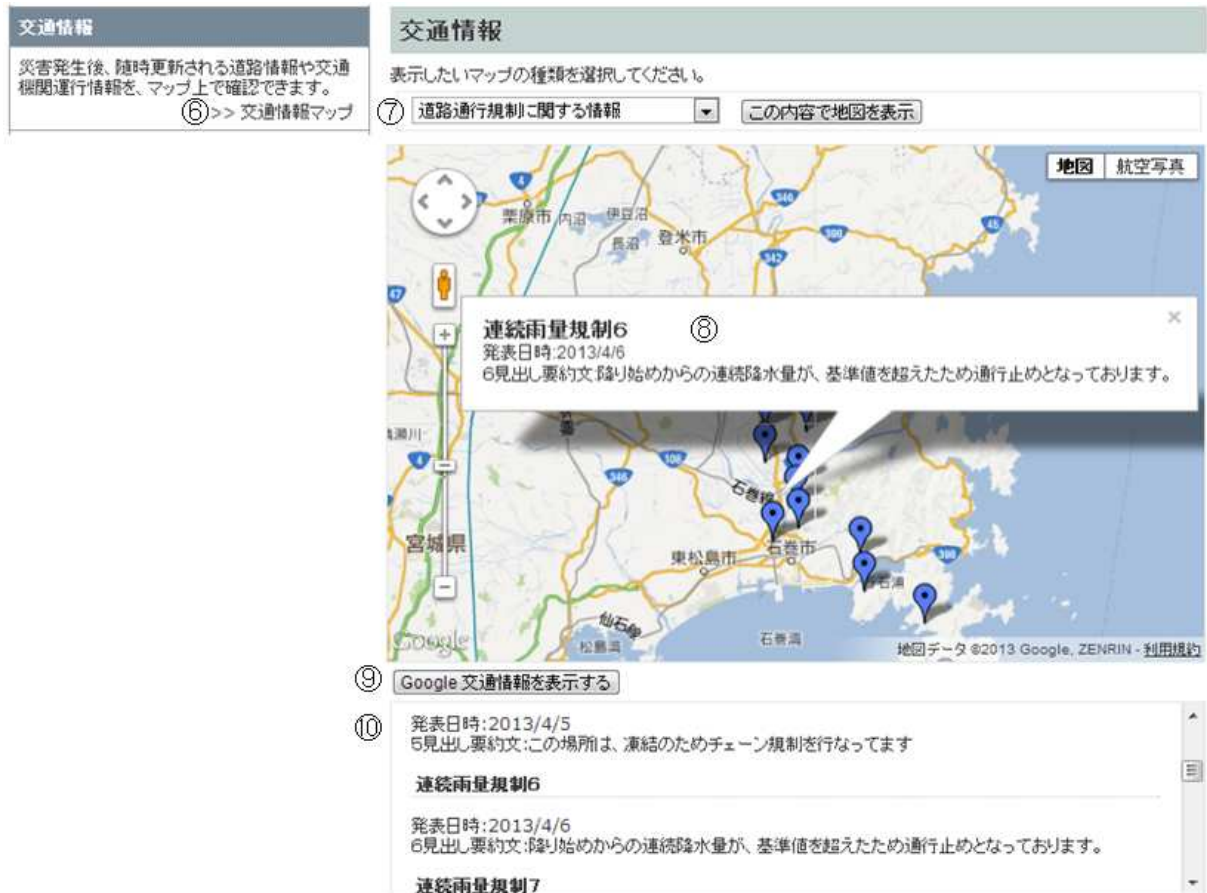 交通情報
災害発生後、随時更新される道路情報や交通
機関運行情報を、マップ上で確認できます。
⑥>> 交通情報マップ
交通情報
表示したいマップの種類を選択してください。
⑦ 道路通行規制に関する情報 この内容で地図を表示
地図 航空写真
4
栗原市 内沼 伊豆沼
346
398
45
長沼 登米市
342
47
連続雨量規制6 ⑧ ×
発表日時:2013/4/6
6見出し要約文:降り始めからの連続降水量が、基準値を超えたため通行止めとなっております。
4
108
346
石巻線
宮城県
東松島市 石巻市
398
仙石線
松島湾 石巻湾
Google
地図データ ©2013 Google, ZENRIN - 利用規約
⑨ Google 交通情報を表示する
⑩ 発表日時:2013/4/5
5見出し要約文:この場所は、凍結のためチェーン規制を行なってます
連続雨量規制6
発表日時:2013/4/6
6見出し要約文:降り始めからの連続降水量が、基準値を超えたため通行止めとなっております。
連続雨量規制7